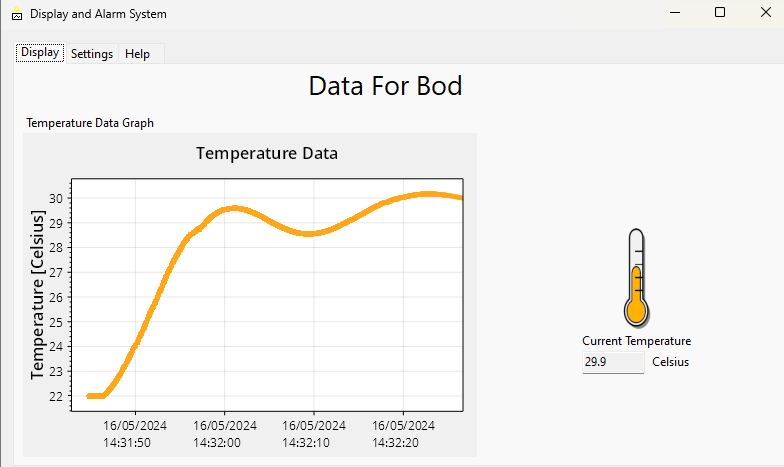 Display and Alarm System
Display Settings Help
Data For Bod
Temperature Data Graph
Temperature Data
Temperature [Celsius]
30
29
28
27
26
25
24
23
22
16/05/2024 16/05/2024 16/05/2024 16/05/2024
14:31:50 14:32:00 14:32:10 14:32:20
Current Temperature
29.9 Celsius